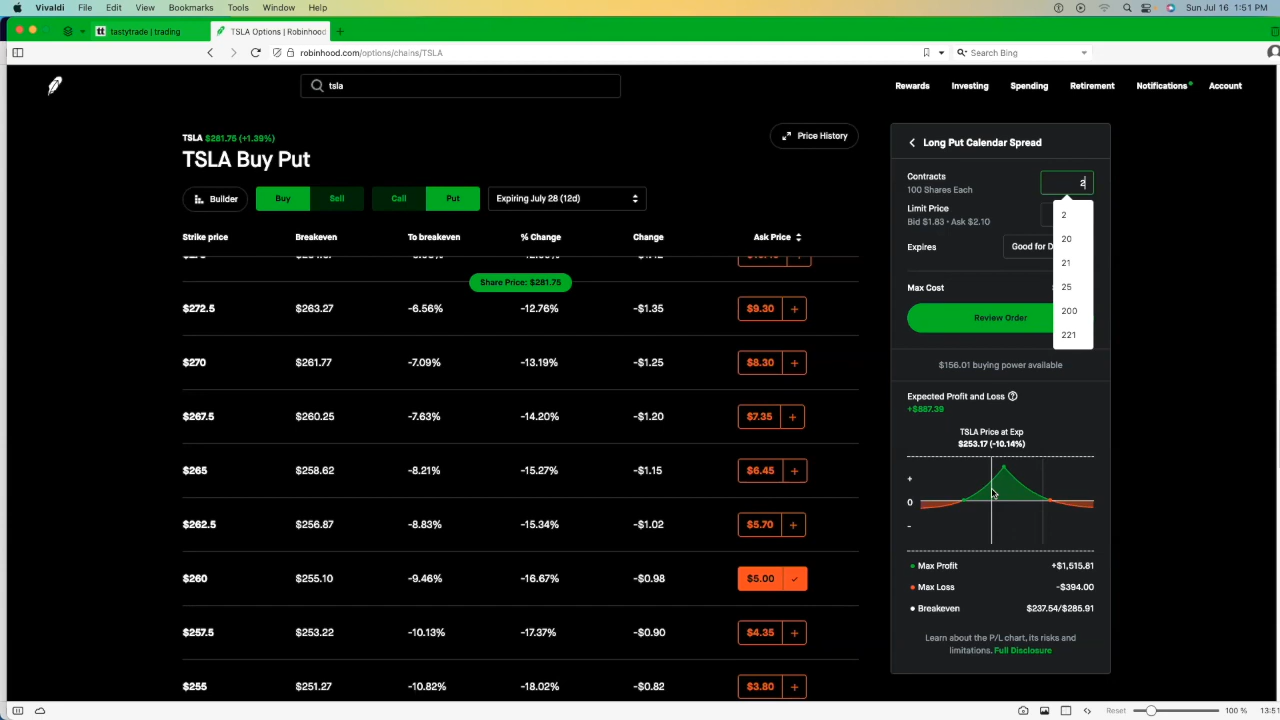 Vivaldi File Edit View Bookmarks Tools Window Help Sun Jul 16 1:51 PM
tt tastytrade | trading TSLA Options | Robinhood
robinhood.com/options/chains/TSLA Search Bing
tsla Rewards Investing Spending Retirement Notifications Account
TSLA $281.75 (+1.39%)
TSLA Buy Put
Price History
Builder Buy Sell Call Put Expiring July 28 (12d)
Strike price Breakeven To breakeven % Change Change Ask Price
Share Price: $281.75
$272.5 $263.27 -6.56% -12.76% -$1.35 $9.30 +
$270 $261.77 -7.09% -13.19% -$1.25 $8.30 +
$267.5 $260.25 -7.63% -14.20% -$1.20 $7.35 +
$265 $258.62 -8.21% -15.27% -$1.15 $6.45 +
$262.5 $256.87 -8.83% -15.34% -$1.02 $5.70 +
$260 $255.10 -9.46% -16.67% -$0.98 $5.00
$257.5 $253.22 -10.13% -17.37% -$0.90 $4.35 +
$255 $251.27 -10.82% -18.02% -$0.82 $3.80 +
Long Put Calendar Spread
Contracts 2
100 Shares Each
Limit Price
Bid $1.83 • Ask $2.10
Expires Good for D
Max Cost
2
20
21
25
200
221
Review Order
$156.01 buying power available
Expected Profit and Loss
+$887.39
TSLA Price at Exp
$253.17 (-10.14%)
+
0
-
Max Profit +$1,515.81
Max Loss -$394.00
Breakeven $237.54/$285.91
Learn about the P/L chart, its risks and
limitations. Full Disclosure
Reset 100 % 13:51